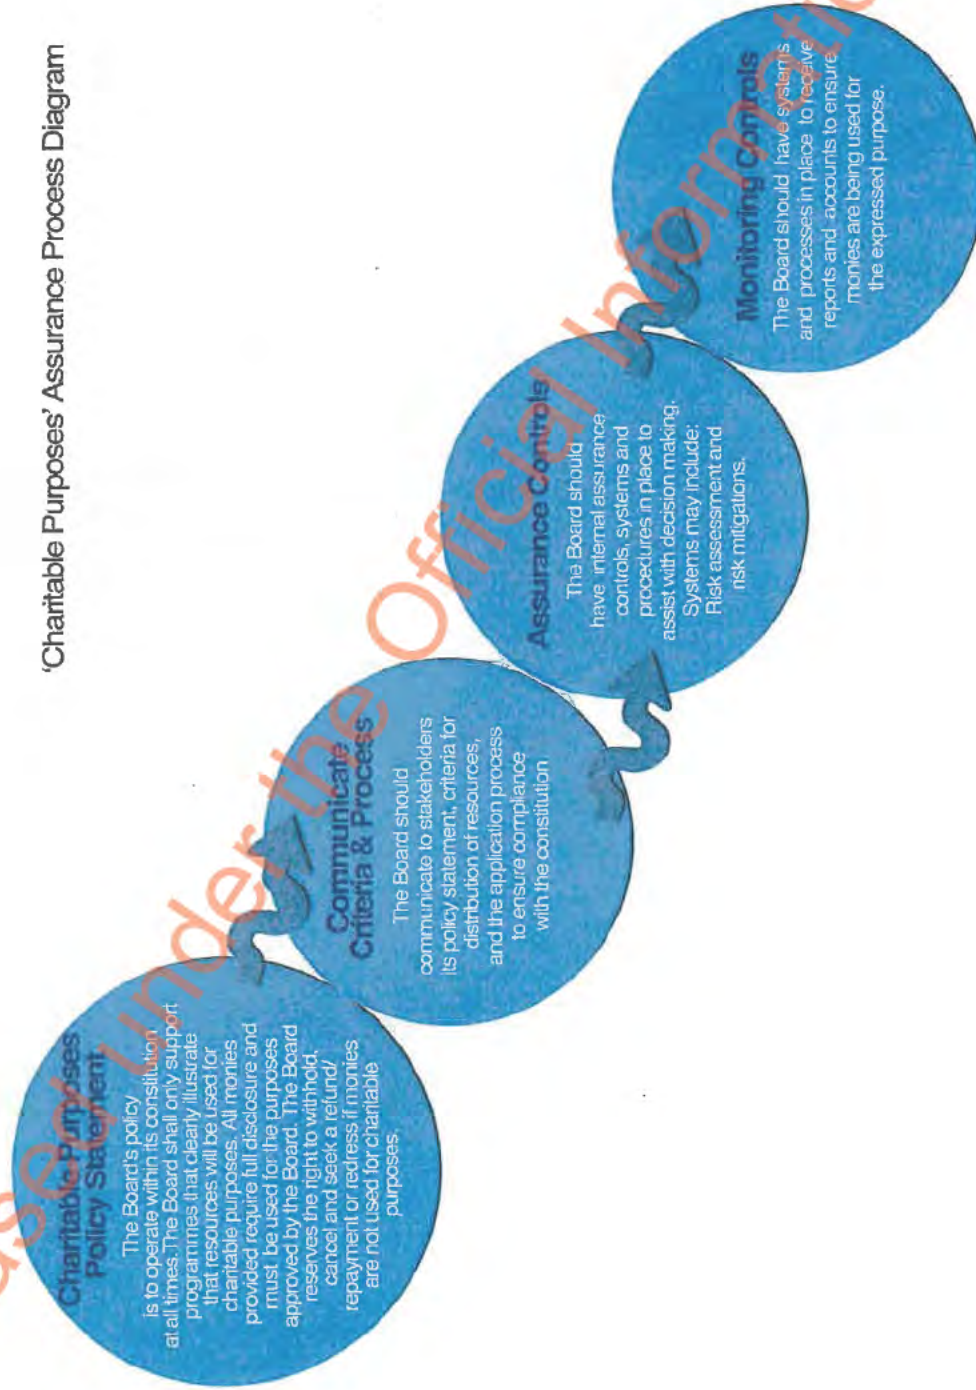 ‘Charitable Purposes’ Assurance Process Diagram
Charitable Purposes
Policy Statement
The Board's policy
is to operate within its constitution
at all times. The Board shall only support
programmes that clearly illustrate
that resources will be used for
charitable purposes. All monies
provided require full disclosure and
must be used for the purposes
approved by the Board. The Board
reserves the right to withhold,
cancel and seek a refund/
repayment or redress if monies
are not used for charitable
purposes.
Communicate
Criteria & Process
The Board should
communicate to stakeholders
its policy statement, criteria for
distribution of resources,
and the application process
to ensure compliance
with the constitution
Assurance Controls
The Board should
have internal assurance
controls, systems and
procedures in place to
assist with decision making.
Systems may include:
Risk assessment and
risk mitigations.
Monitoring Controls
The Board should have systems
and processes in place to receive
reports and accounts to ensure
monies are being used for
the expressed purpose.
under the Official Information